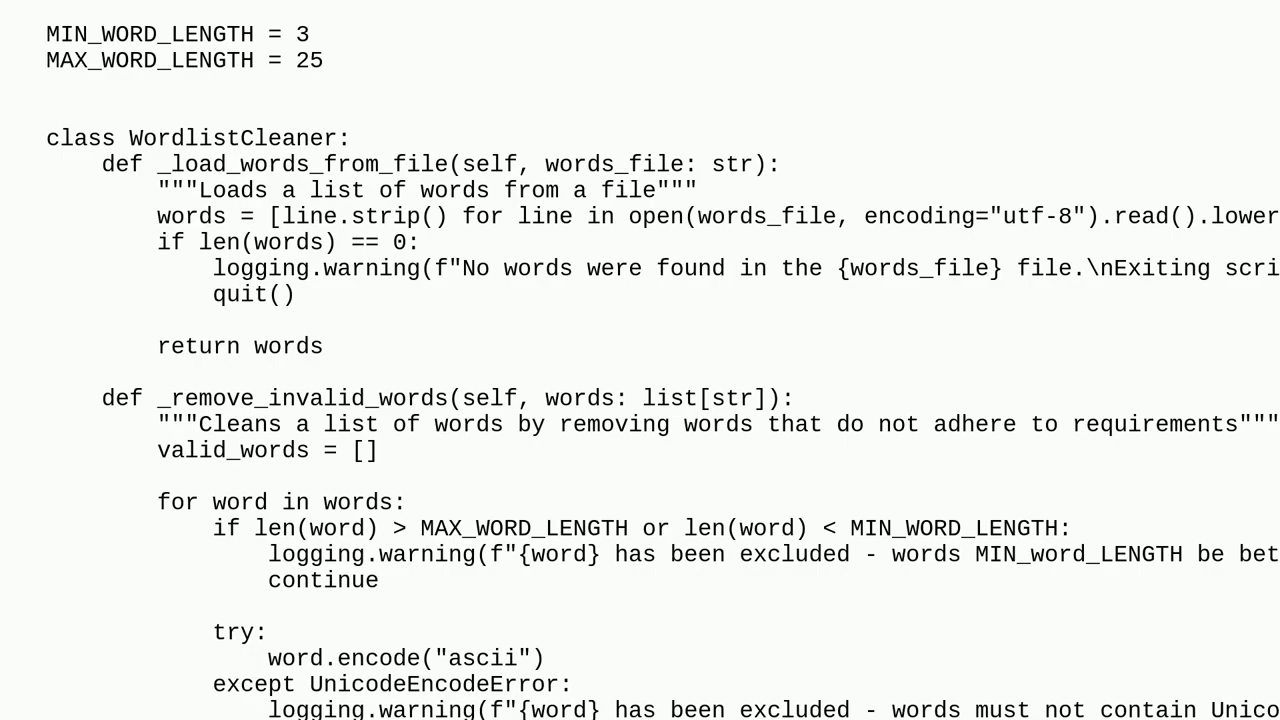 MIN_WORD_LENGTH = 3
MAX_WORD_LENGTH = 25
class WordlistCleaner:
def _load_words_from_file(self, words_file: str):
"""Loads a list of words from a file"""
words = [line.strip() for line in open(words_file, encoding="utf-8").read().lower
if len(words) == 0:
logging.warning(f"No words were found in the {words_file} file.\nExiting scri
quit()
return words
def _remove_invalid_words(self, words: list[str]):
"""Cleans a list of words by removing words that do not adhere to requirements"""
valid_words = []
for word in words:
if len(word) > MAX_WORD_LENGTH or len(word) < MIN_WORD_LENGTH:
logging.warning(f"{word} has been excluded - words MIN_word_LENGTH be bet
continue
try:
word.encode("ascii")
except UnicodeEncodeError:
logging.warning(f"{word} has been excluded - words must not contain Unico